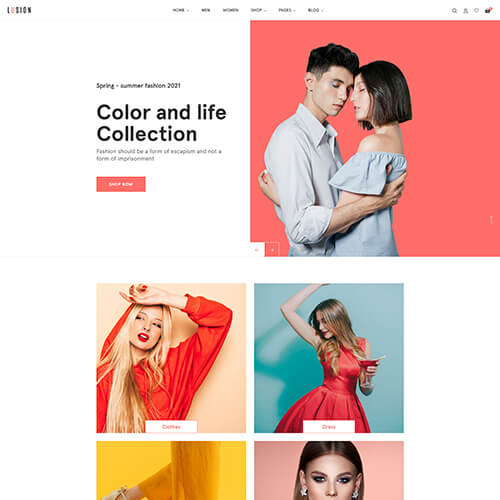 LUSION
HOME MEN WOMEN SHOP PAGES BLOG
Spring - summer fashion 2021
Color and life
Collection
Fashion should be a form of escapism and not a
form of imprisonment
SHOP NOW
Clothes
Dress